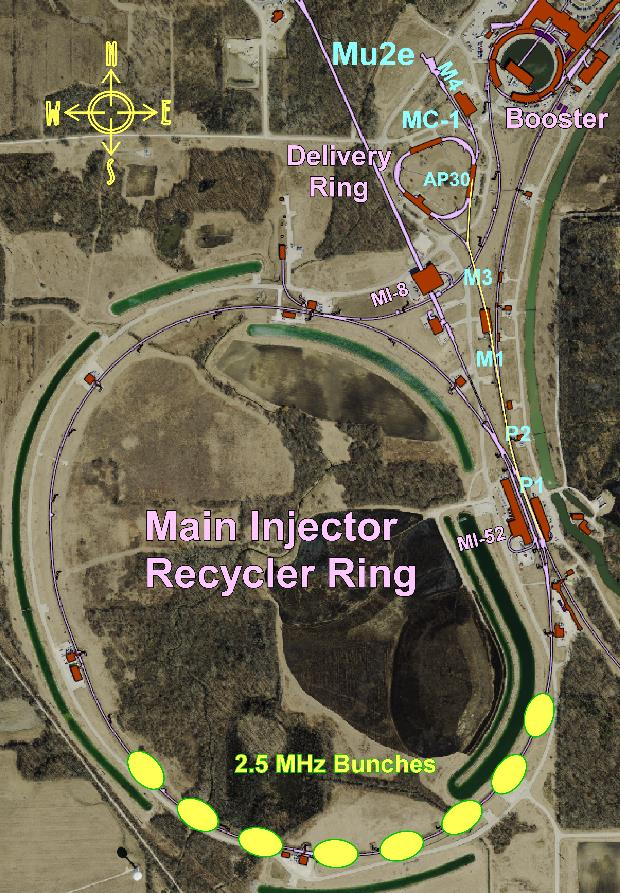 N
Mu2e
M4
W
E
MC-1
Booster
Delivery
Ring
AP30
S
M3
MI-8
M1
P2
P1
Main Injector
Recycler Ring
MI-52
2.5 MHz Bunches